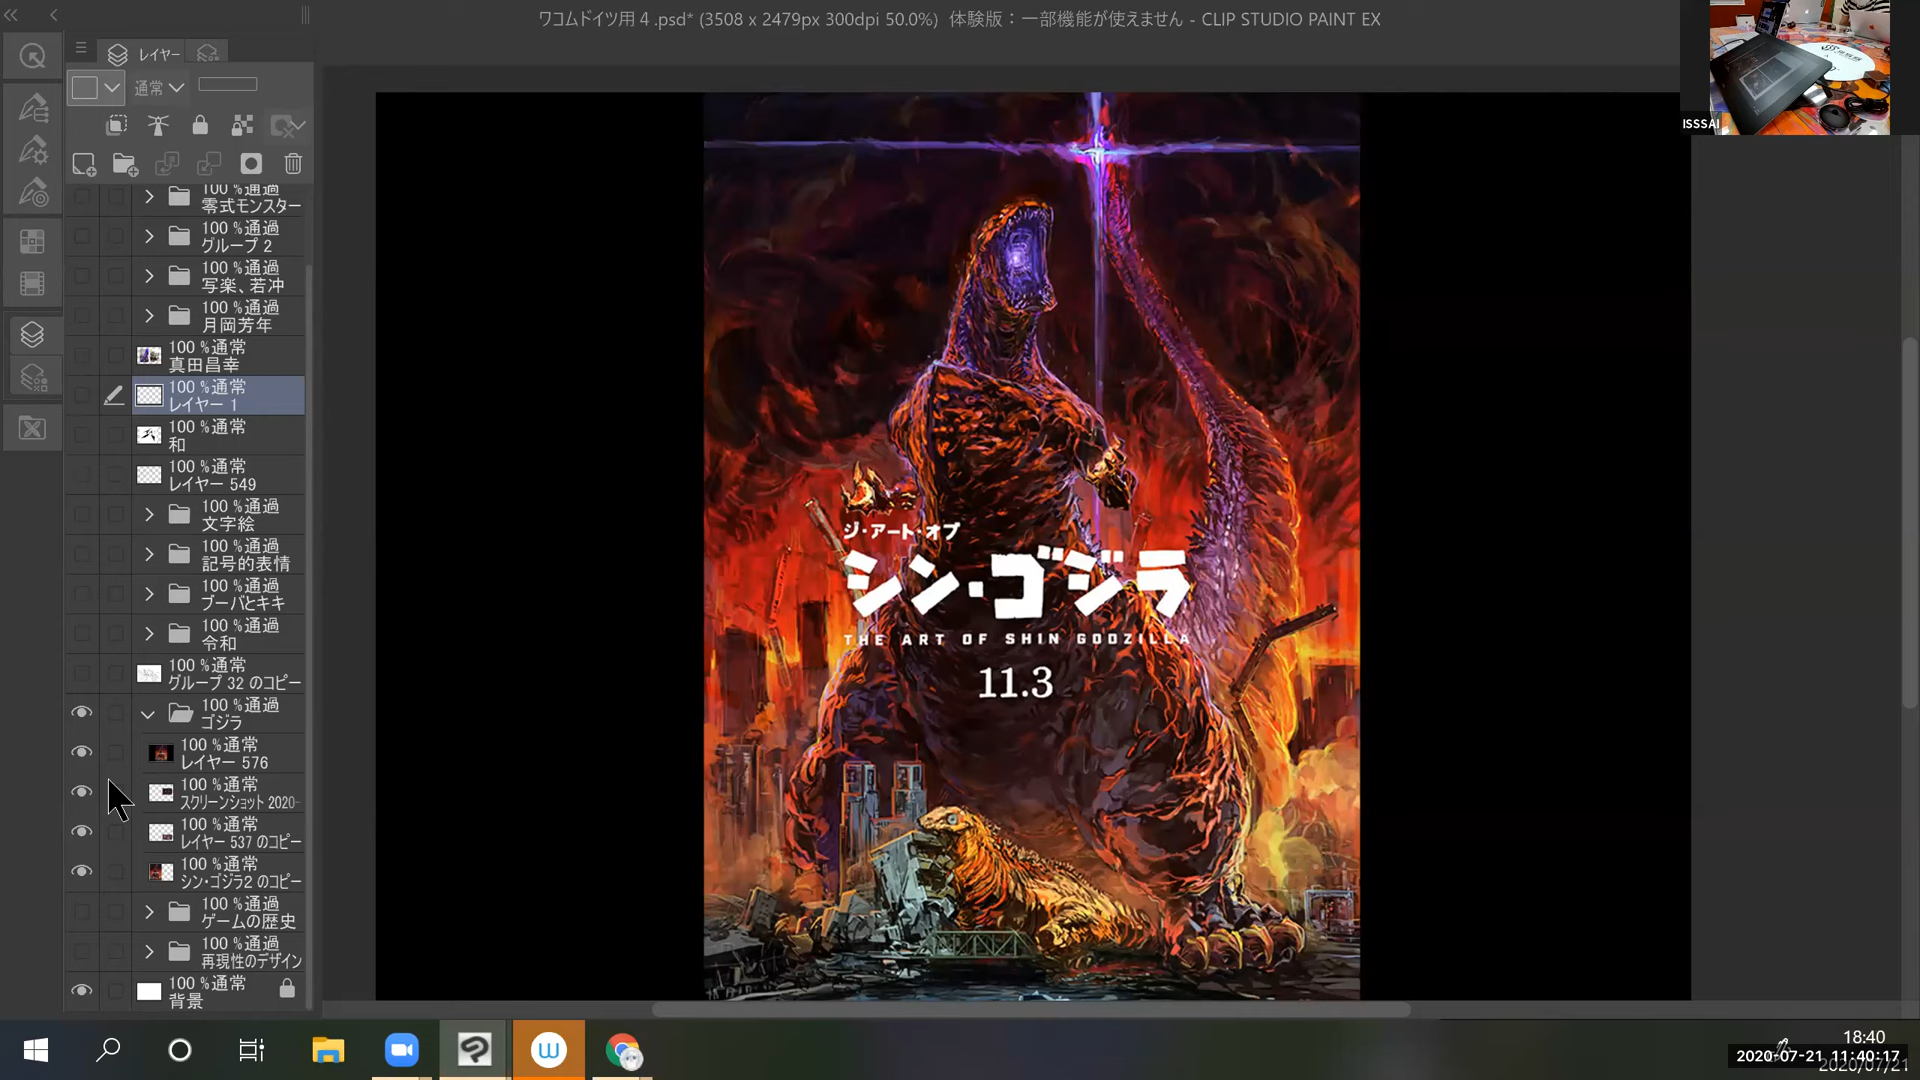 ワコムドイツ用 4 .psd* (3508 x 2479px 300dpi 50.0%)  体験版：一部機能が使えません - CLIP STUDIO PAINT EX
ISSSAI
レイヤー
通常
100 %通過
零式モンスター
100 %通過
グループ 2
100 %通過
写楽、若冲
100 %通過
月岡芳年
100 %通常
真田昌幸
100 %通常
レイヤー 1
100 %通常
和
100 %通常
レイヤー 549
100 %通過
文字絵
100 %通過
記号的表情
100 %通過
ブーバとキキ
100 %通過
令和
100 %通常
グループ 32 のコピー
100 %通過
ゴジラ
100 %通常
レイヤー 576
100 %通常
スクリーンショット 2020-
100 %通常
レイヤー 537 のコピー
100 %通常
シン・ゴジラ2 のコピー
100 %通過
ゲームの歴史
100 %通過
再現性のデザイン
100 %通常
背景
ジ・アート・オブ
シン・ゴジラ
THE ART OF SHIN GODZILLA
11.3
18:40
2020-07-21 11:40:17
2020/07/21